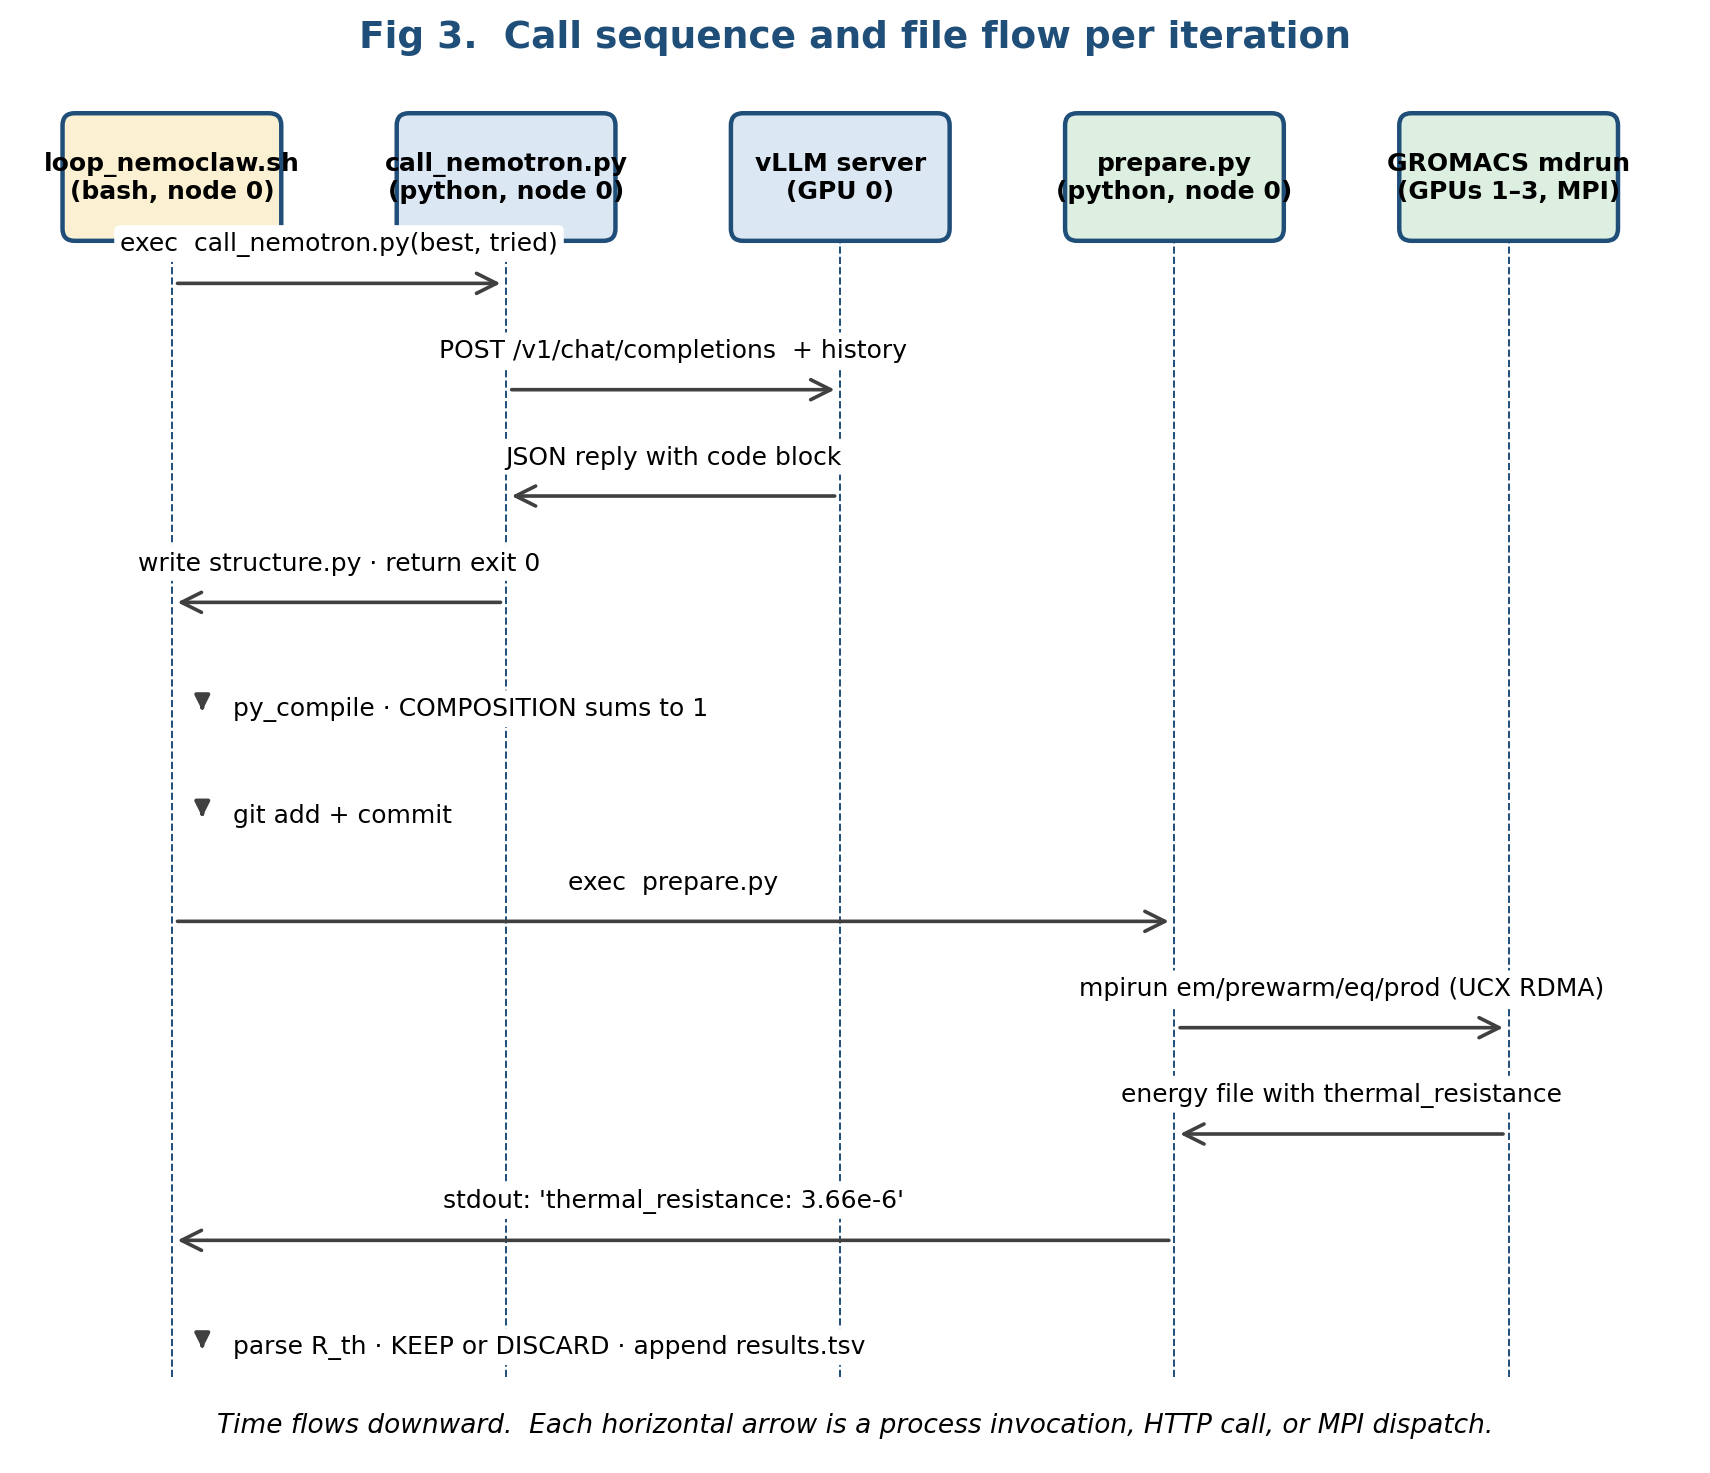 Fig 3.  Call sequence and file flow per iteration
loop_nemoclaw.sh
(bash, node 0)
call_nemotron.py
(python, node 0)
vLLM server
(GPU 0)
prepare.py
(python, node 0)
GROMACS mdrun
(GPUs 1–3, MPI)
exec  call_nemotron.py(best, tried)
POST /v1/chat/completions  + history
JSON reply with code block
write structure.py · return exit 0
py_compile · COMPOSITION sums to 1
git add + commit
exec  prepare.py
mpirun em/prewarm/eq/prod (UCX RDMA)
energy file with thermal_resistance
stdout: 'thermal_resistance: 3.66e-6'
parse R_th · KEEP or DISCARD · append results.tsv
Time flows downward.  Each horizontal arrow is a process invocation, HTTP call, or MPI dispatch.